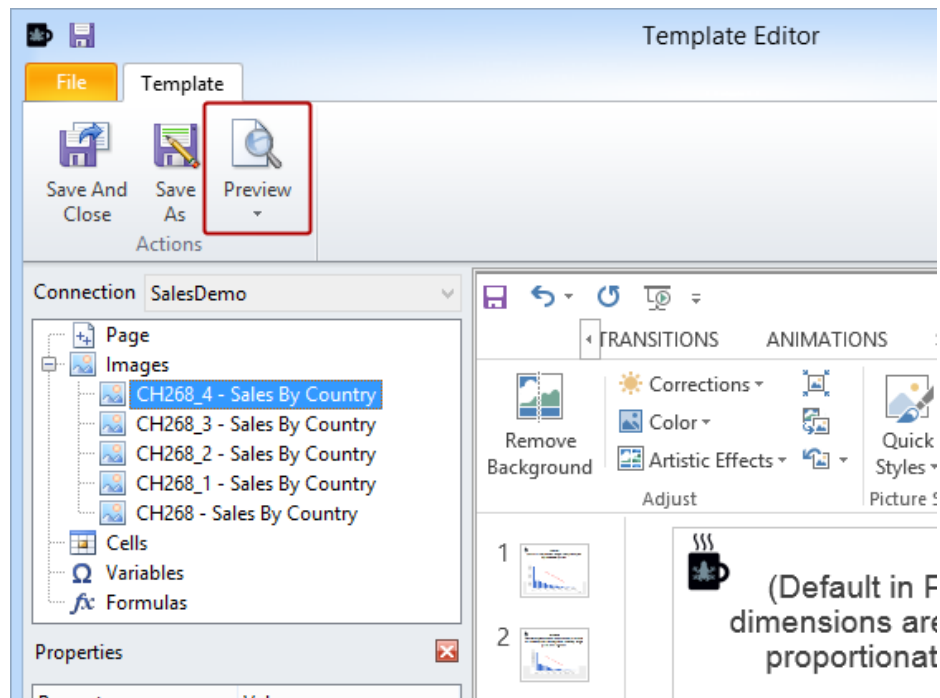 Template Editor
File
Template
Save And
Close
Save
As
Preview
Actions
Connection
SalesDemo
Page
Images
CH268_4 - Sales By Country
CH268_3 - Sales By Country
CH268_2 - Sales By Country
CH268_1 - Sales By Country
CH268 - Sales By Country
Cells
Variables
Formulas
Properties
TRANSITIONS
ANIMATIONS
Remove
Background
Corrections
Color
Artistic Effects
Adjust
Quick
Styles
Picture S
1
2
(Default in P
dimensions are
proportionat